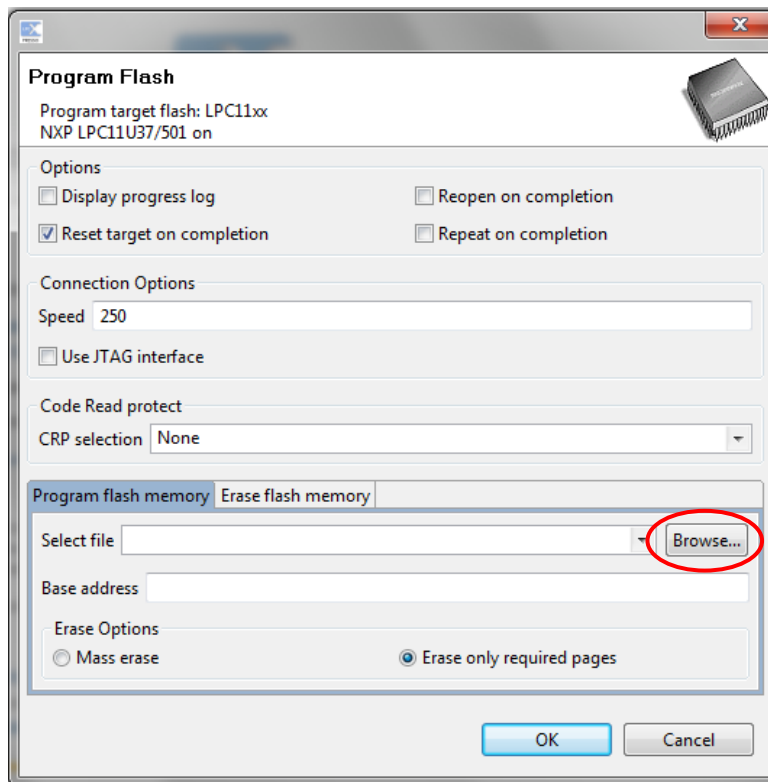 Program Flash
Program target flash: LPC11xx
NXP LPC11U37/501 on
Options
Display progress log
Reopen on completion
Reset target on completion
Repeat on completion
Connection Options
Speed 250
Use JTAG interface
Code Read protect
CRP selection None
Program flash memory Erase flash memory
Select file Browse...
Base address
Erase Options
Mass erase
Erase only required pages
OK Cancel